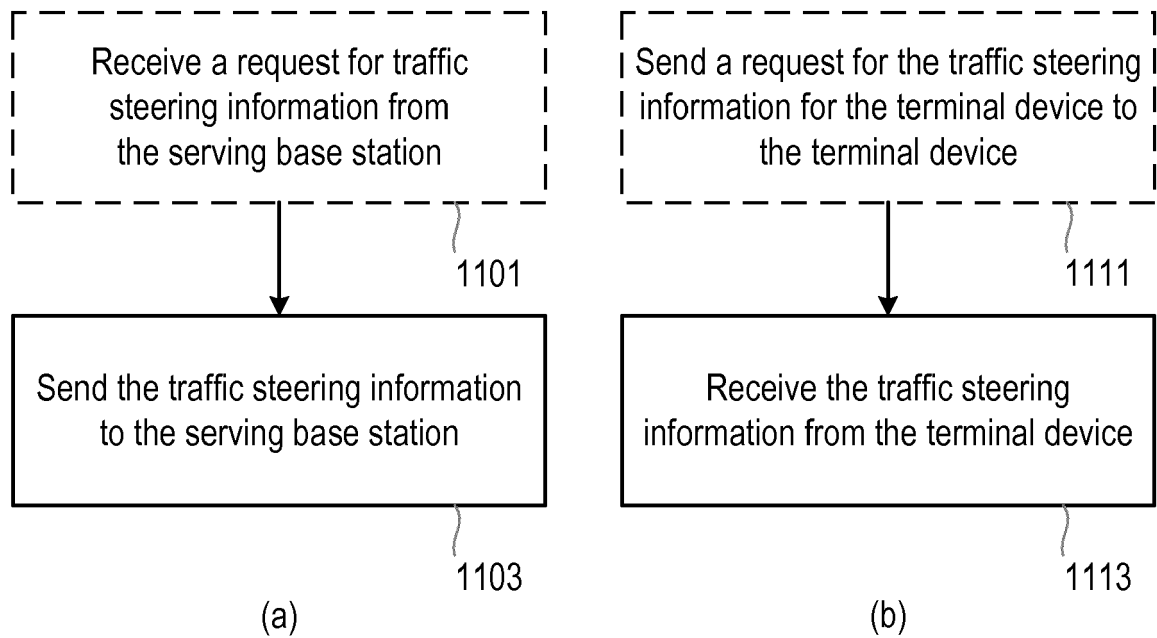 Receive a request for traffic
steering information from
the serving base station
1101
Send the traffic steering information
to the serving base station
1103
(a)
Send a request for the traffic steering
information for the terminal device to
the terminal device
1111
Receive the traffic steering
information from the terminal device
1113
(b)